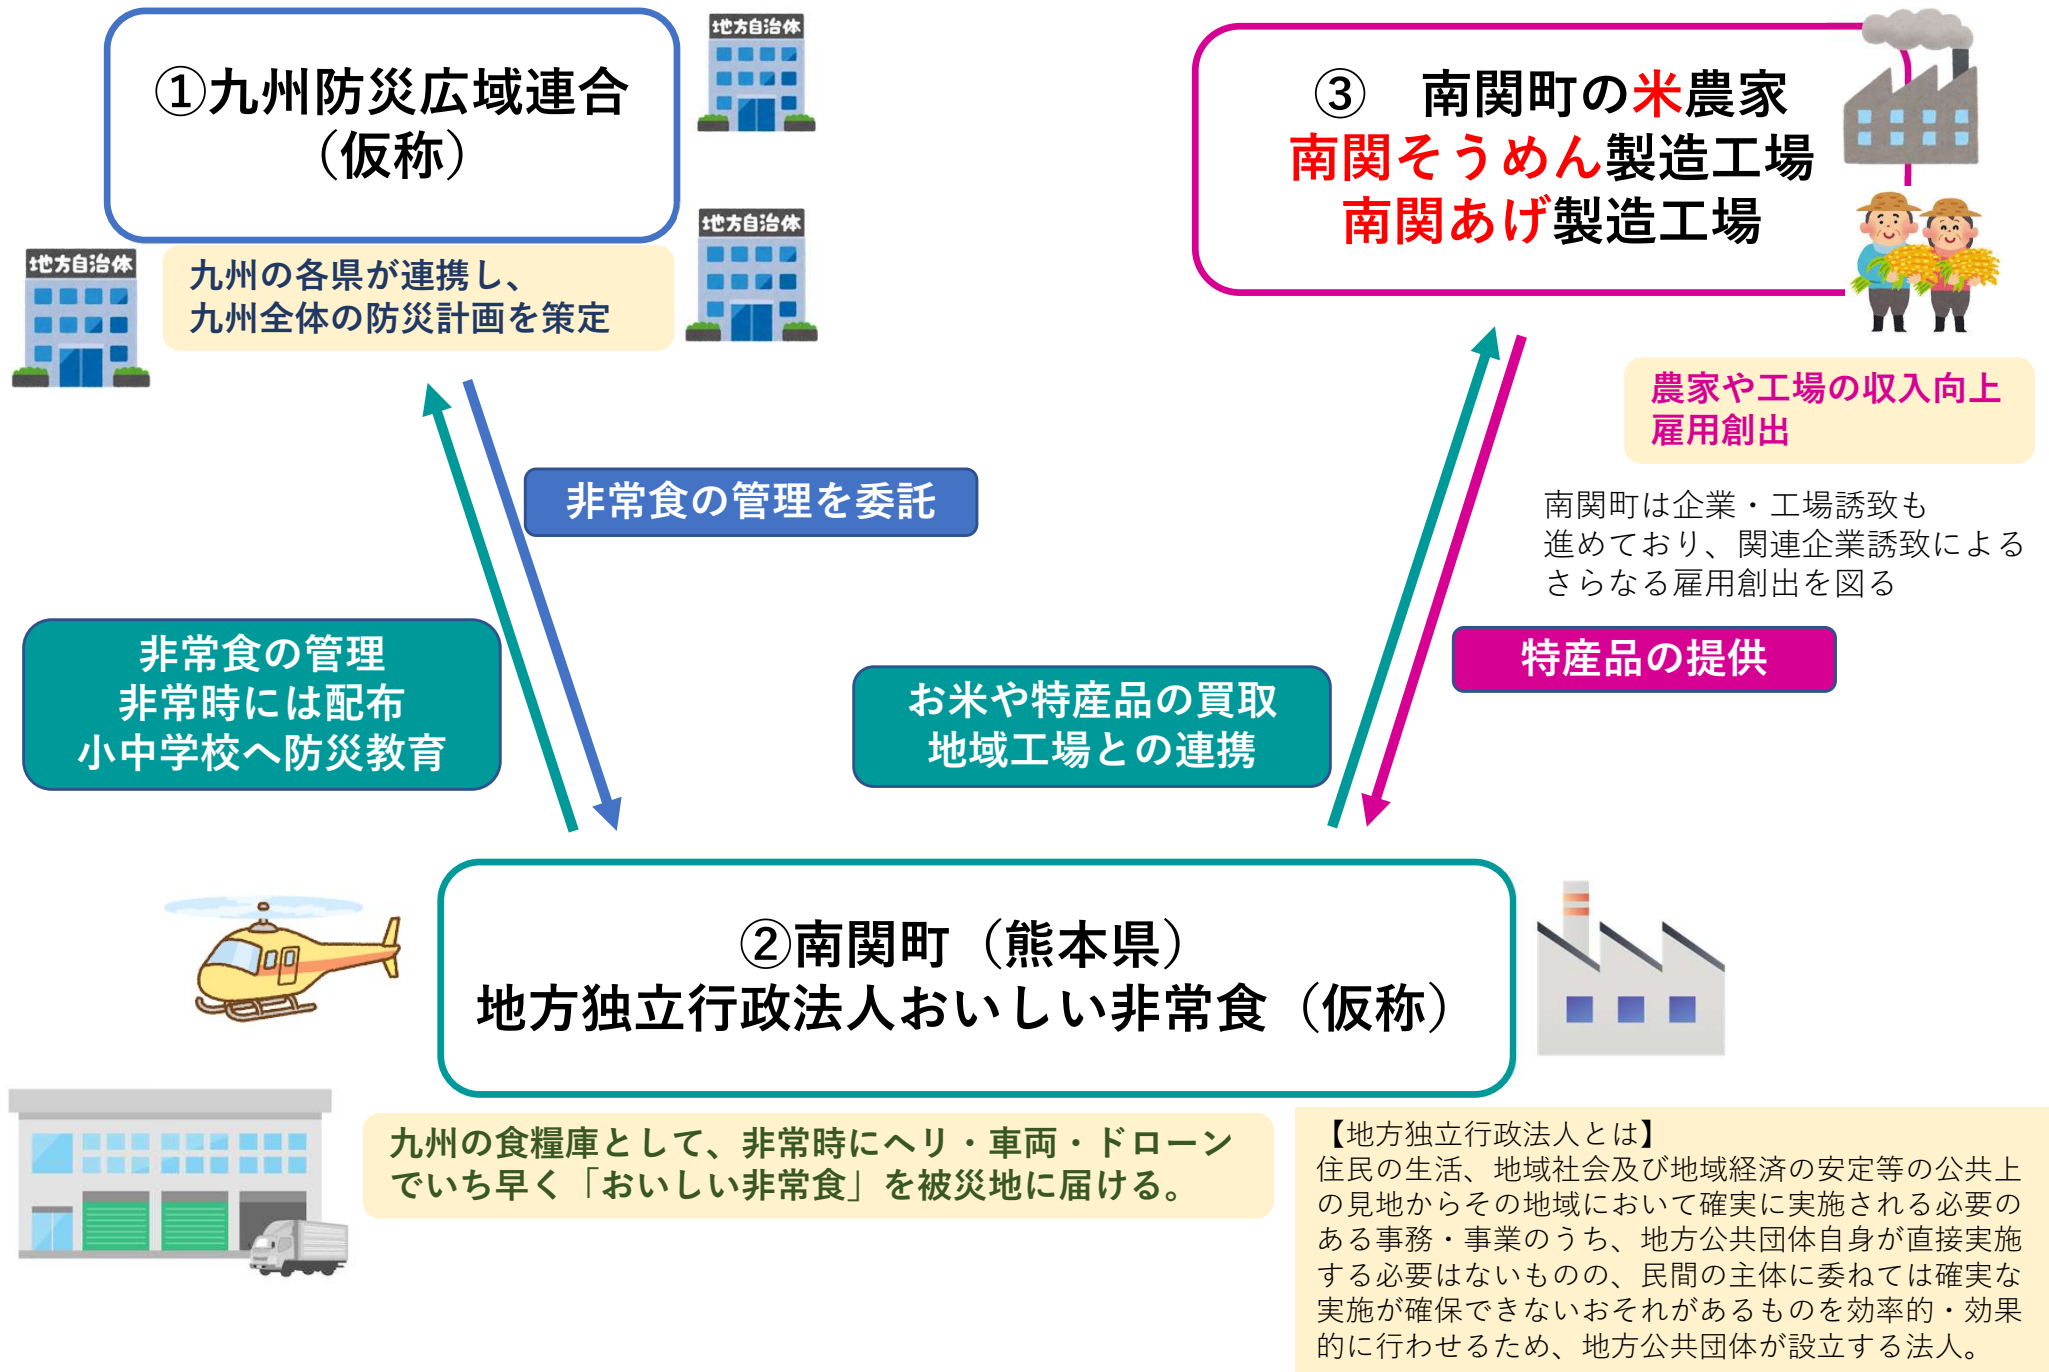 ①九州防災広域連合
（仮称）
地方自治体
地方自治体
地方自治体
九州の各県が連携し、
九州全体の防災計画を策定
③　南関町の米農家
南関そうめん製造工場
南関あげ製造工場
農家や工場の収入向上
雇用創出
南関町は企業・工場誘致も
進めており、関連企業誘致による
さらなる雇用創出を図る
非常食の管理を委託
非常食の管理
非常時には配布
小中学校へ防災教育
お米や特産品の買取
地域工場との連携
特産品の提供
②南関町（熊本県）
地方独立行政法人おいしい非常食（仮称）
九州の食糧庫として、非常時にヘリ・車両・ドローン
でいち早く「おいしい非常食」を被災地に届ける。
【地方独立行政法人とは】
住民の生活、地域社会及び地域経済の安定等の公共上
の見地からその地域において確実に実施される必要の
ある事務・事業のうち、地方公共団体自身が直接実施
する必要はないものの、民間の主体に委ねては確実な
実施が確保できないおそれがあるものを効率的・効果
的に行わせるため、地方公共団体が設立する法人。